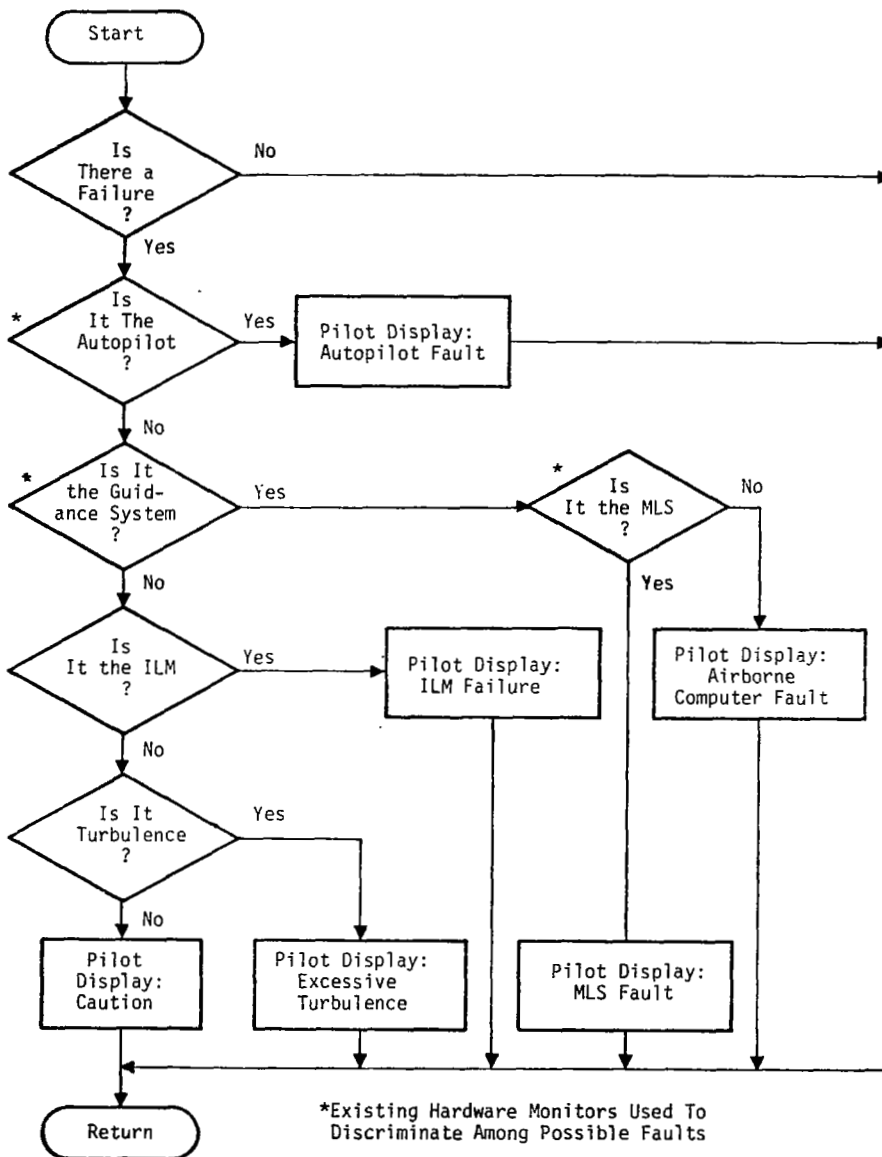 Start
Is
There a
Failure
?
No
Yes
*
Is
It The
Autopilot
?
Yes
Pilot Display:
Autopilot Fault
No
*
Is It
the Guid-
ance System
?
Yes
*
Is
It the MLS
?
No
Yes
No
Is
It the ILM
?
Yes
Pilot Display:
ILM Failure
Pilot Display:
Airborne
Computer Fault
No
Is It
Turbulence
?
Yes
No
Pilot
Display:
Caution
Pilot Display:
Excessive
Turbulence
Pilot Display:
MLS Fault
Return
*Existing Hardware Monitors Used To
Discriminate Among Possible Faults